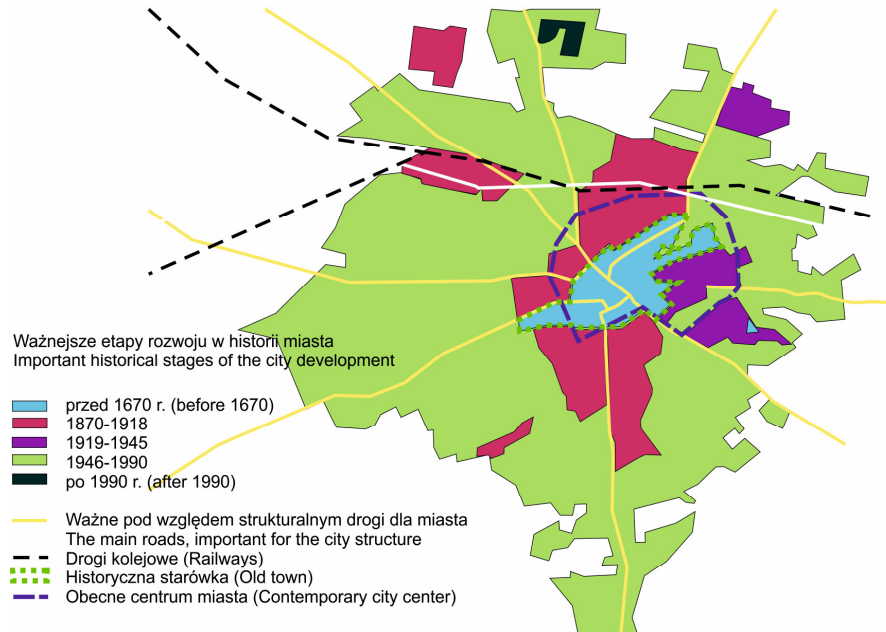 Ważnejsze etapy rozwoju w historii miasta
Important historical stages of the city development
przed 1670 r. (before 1670)
1870-1918
1919-1945
1946-1990
po 1990 r. (after 1990)
Ważne pod względem strukturalnym drogi dla miasta
The main roads, important for the city structure
Drogi kolejowe (Railways)
Historyczna starówka (Old town)
Obecne centrum miasta (Contemporary city center)